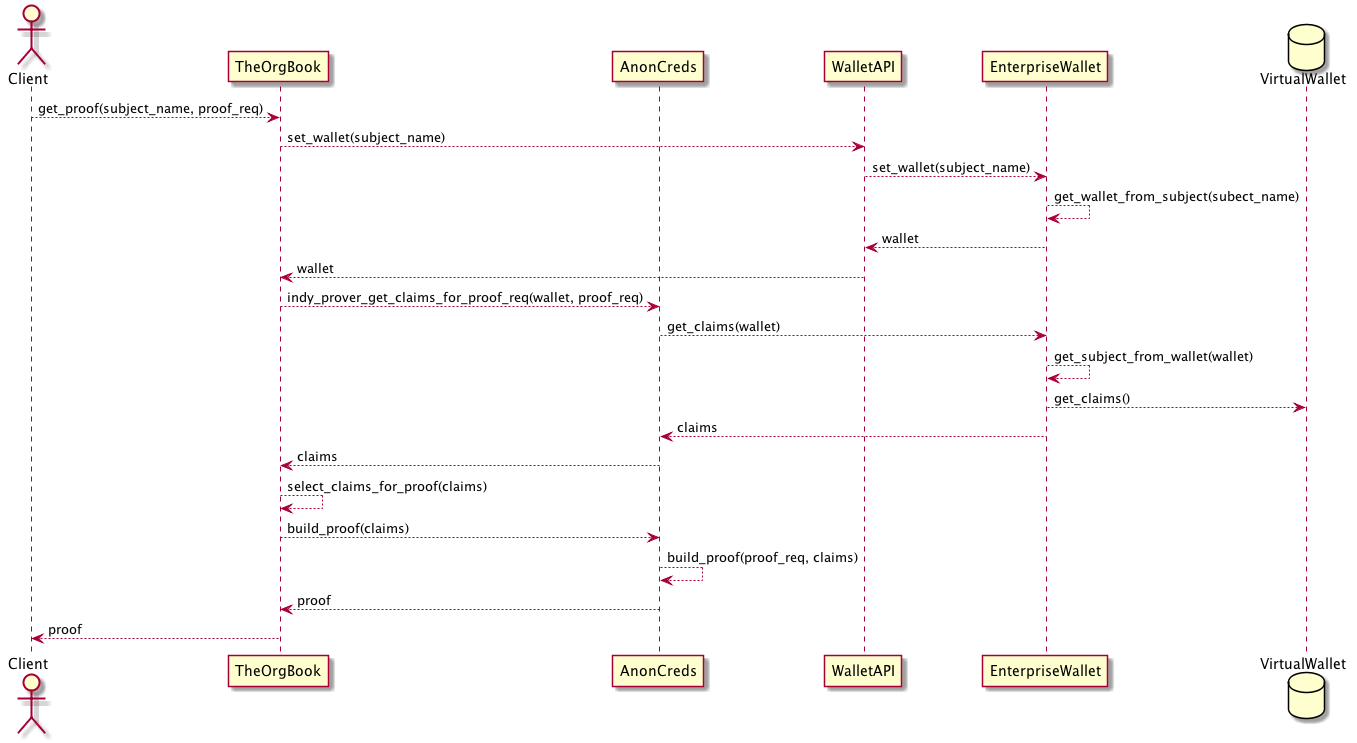 Client
TheOrgBook
AnonCreds
WalletAPI
EnterpriseWallet
VirtualWallet
get_proof(subject_name, proof_req)
set_wallet(subject_name)
set_wallet(subject_name)
get_wallet_from_subject(subect_name)
wallet
wallet
indy_prover_get_claims_for_proof_req(wallet, proof_req)
get_claims(wallet)
get_subject_from_wallet(wallet)
get_claims()
claims
claims
select_claims_for_proof(claims)
build_proof(claims)
build_proof(proof_req, claims)
proof
proof
Client
TheOrgBook
AnonCreds
WalletAPI
EnterpriseWallet
VirtualWallet